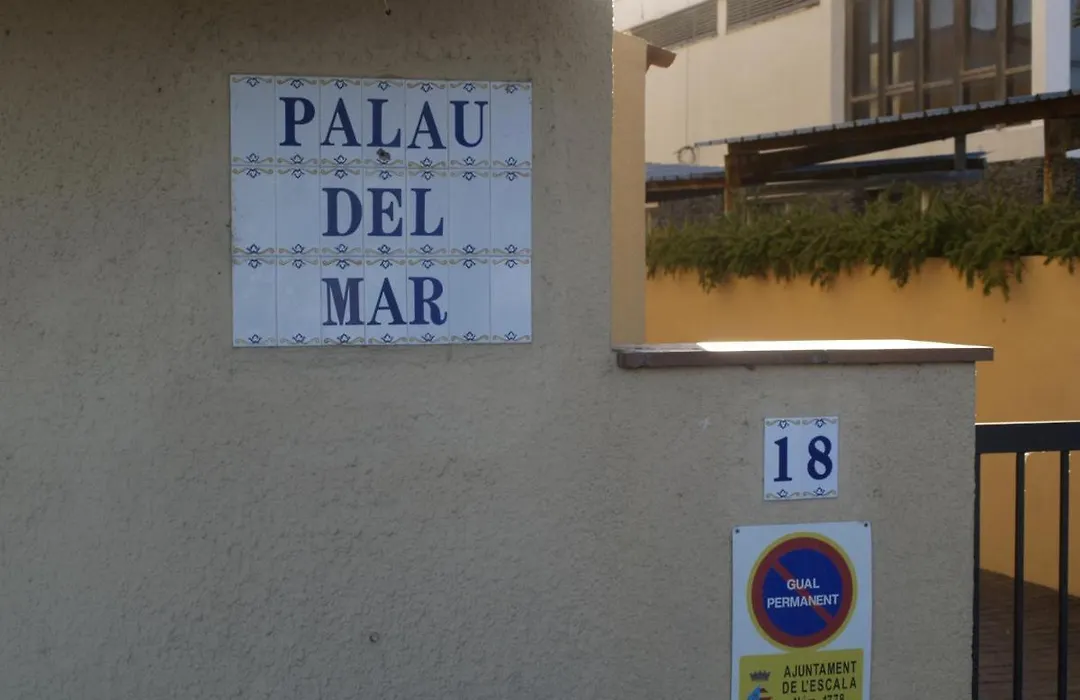 PALAU
DEL
MAR
18
GUAL
PERMANENT
AJUNTAMENT
DE L'ESCALA